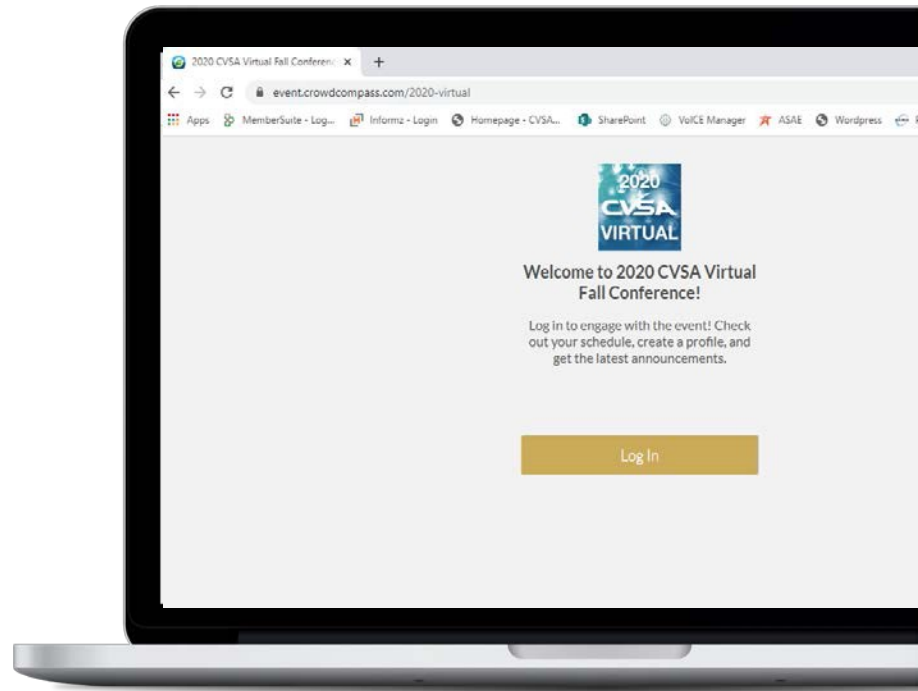 2020 CVSA Virtual Fall Conferenc
event.crowdcompass.com/2020-virtual
Apps MemberSuite - Log... Informz - Login Homepage - CVSA... SharePoint VoICE Manager ASAE Wordpress
2020
CVSA
VIRTUAL
Welcome to 2020 CVSA Virtual
Fall Conference!
Log in to engage with the event! Check
out your schedule, create a profile, and
get the latest announcements.
Log In